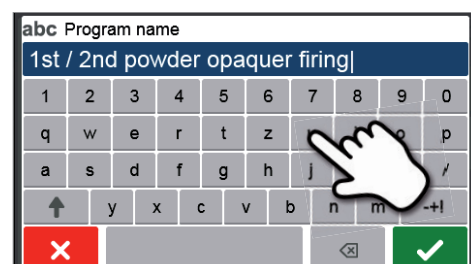 abc Program name
1st / 2nd powder opaquer firing
1 2 3 4 5 6 7 8 9 0
q w e r t z o p
a s d f g h j /
y x c v b n m -+!